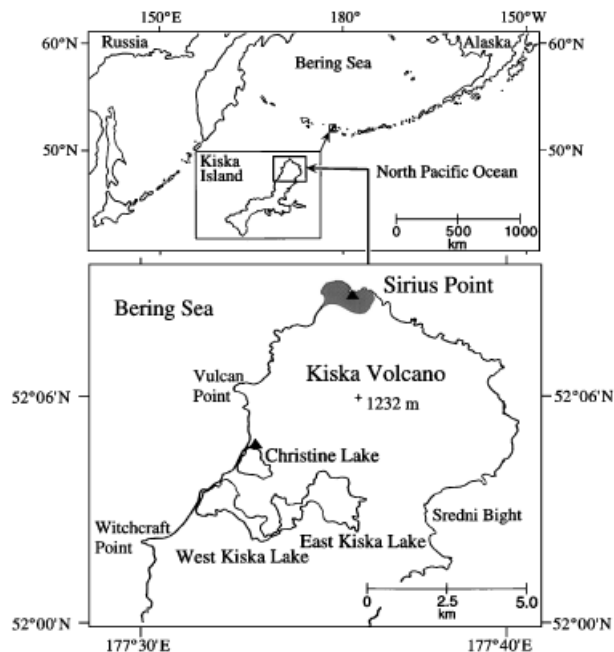 150°E
180°
150°W
60°N
Russia
Alaska
60°N
Bering Sea
50°N
50°N
Kiska
Island
North Pacific Ocean
0
500
1000
km
Bering Sea
Sirius Point
Vulcan
Point
Kiska Volcano
1232 m
52°06'N
52°06'N
Christine Lake
Witchcraft
Point
West Kiska Lake
East Kiska Lake
Sredni Bight
0
2.5
5.0
km
52°00'N
52°00'N
177°30'E
177°40'E